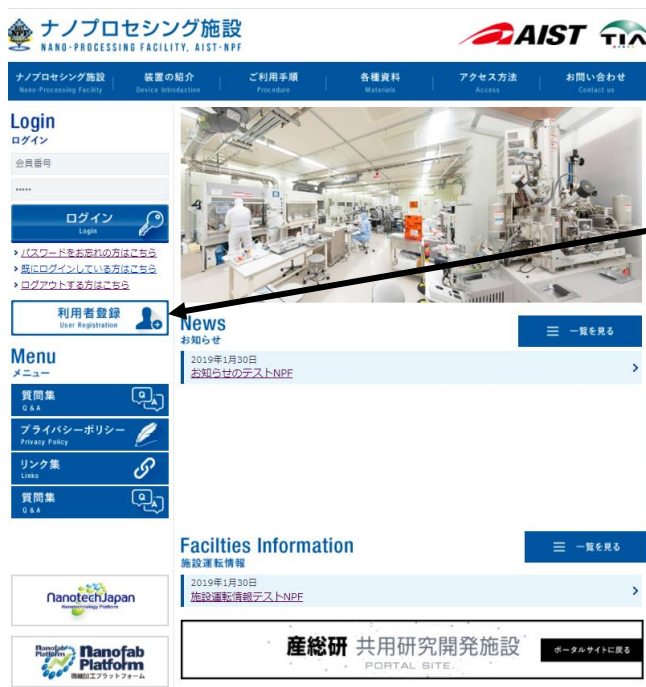 ナノプロセシング施設
NANO-PROCESSING FACILITY, AIST-NPF
AIST
TIA
ナノプロセシング施設
Nano-Processing Facility
装置の紹介
Device Introduction
ご利用手順
Procedure
各種資料
Materials
アクセス方法
Access
お問い合わせ
Contact us
Login
ログイン
会員番号
•••••
ログイン
Login
パスワードをお忘れの方はこちら
既にログインしている方はこちら
ログアウトする方はこちら
利用者登録
User Registration
News
お知らせ
一覧を見る
2019年1月30日
お知らせのテストNPF
Menu
メニュー
質問集
Q & A
プライバシーポリシー
Privacy Policy
リンク集
Links
質問集
Q & A
Facilties Information
施設運転情報
一覧を見る
2019年1月30日
施設運転情報テストNPF
NanotechJapan
Nanotechnology Platform
Nanofab
Platform
微細加工プラットフォーム
産総研 共用研究開発施設
PORTAL SITE.
ポータルサイトに戻る